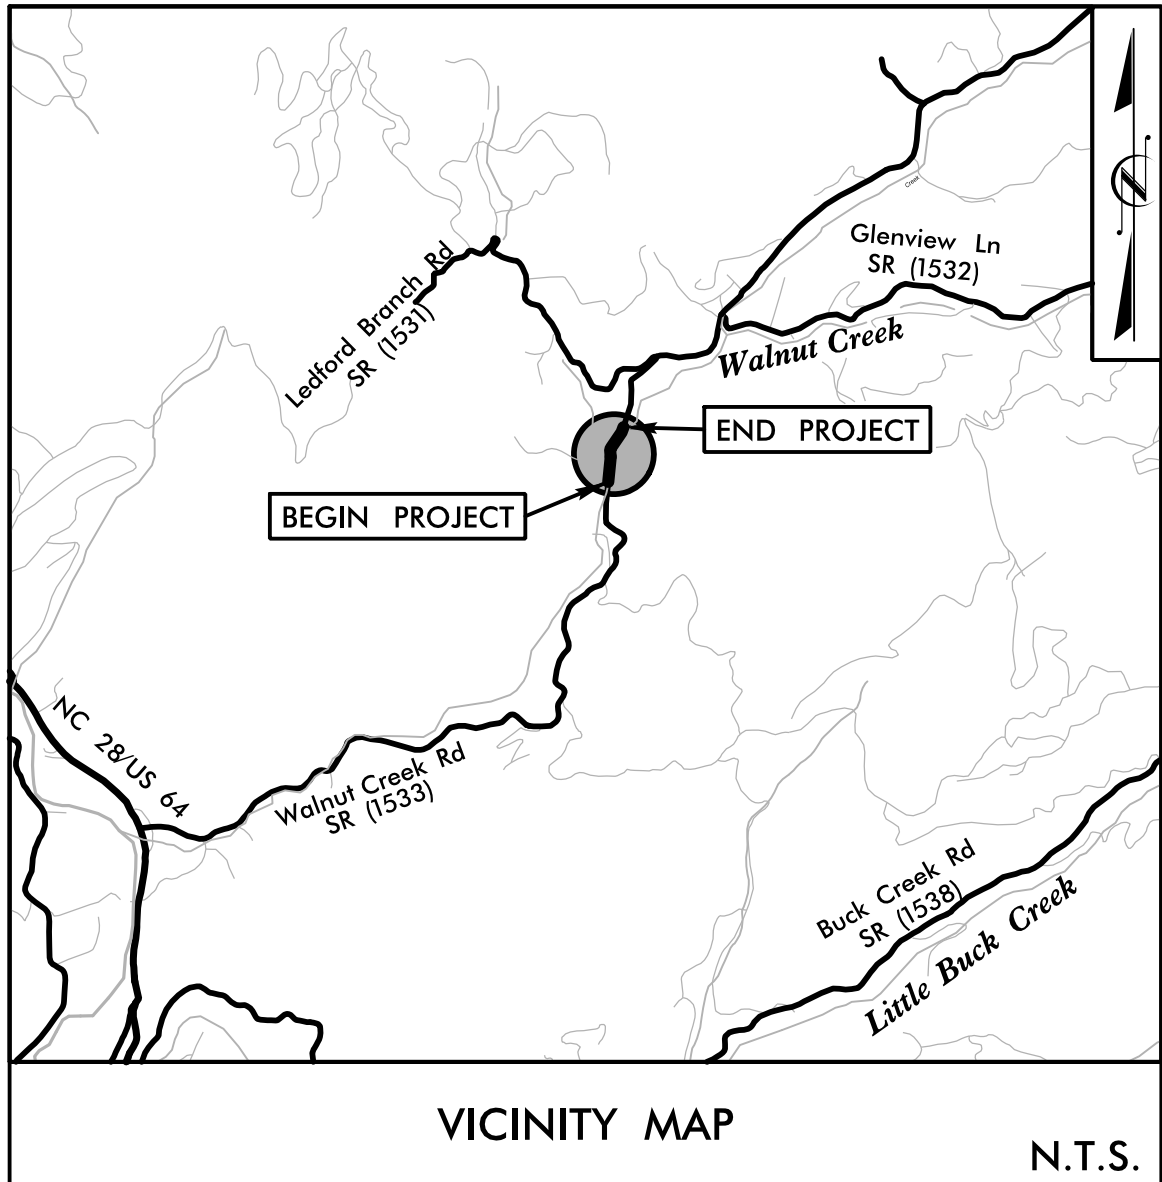 Creek
Glenview Ln
SR (1532)
Ledford Branch Rd
SR (1531)
Walnut Creek
END PROJECT
BEGIN PROJECT
NC 28/US 64
Walnut Creek Rd
SR (1533)
Buck Creek Rd
SR (1538)
Little Buck Creek
VICINITY MAP
N.T.S.